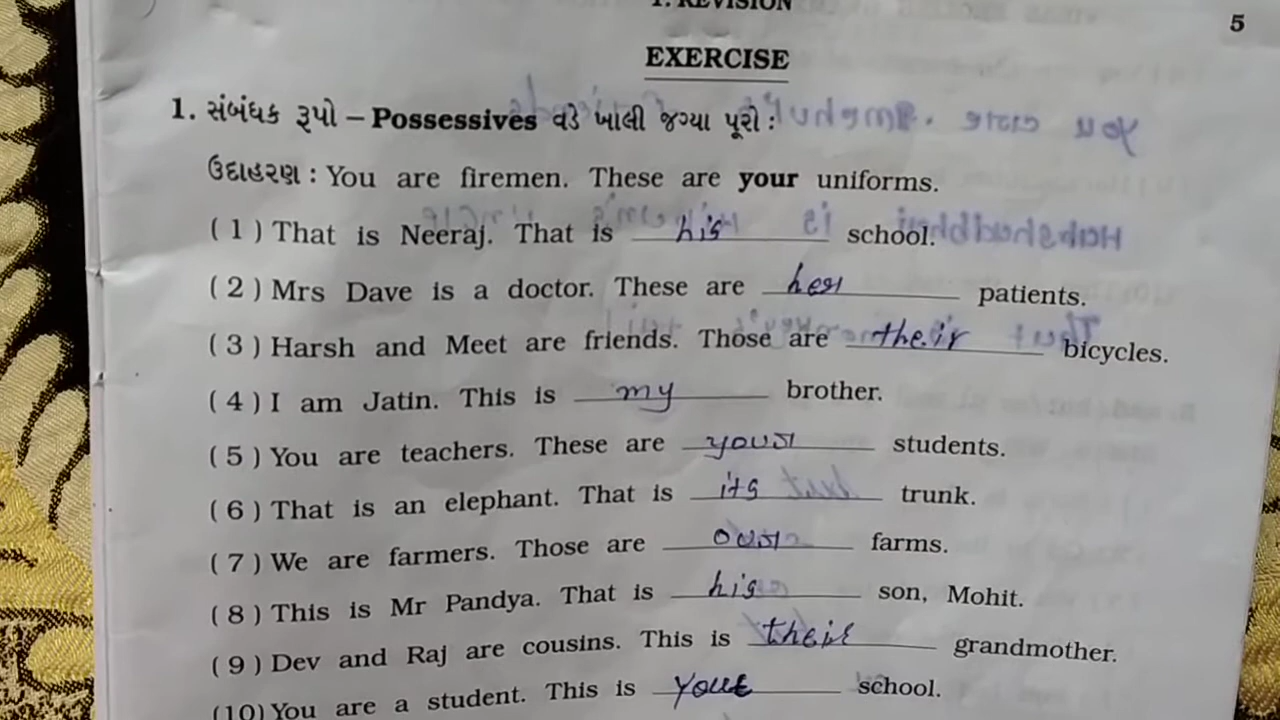 1. REVISION
5
EXERCISE
1. સંબંધક રૂપો – Possessives વડે ખાલી જગ્યા પૂરો :
ઉદાહરણ : You are firemen. These are your uniforms.
( 1 ) That is Neeraj. That is his school.
( 2 ) Mrs Dave is a doctor. These are her patients.
( 3 ) Harsh and Meet are friends. Those are their bicycles.
( 4 ) I am Jatin. This is my brother.
( 5 ) You are teachers. These are your students.
( 6 ) That is an elephant. That is its trunk.
( 7 ) We are farmers. Those are our farms.
( 8 ) This is Mr Pandya. That is his son, Mohit.
( 9 ) Dev and Raj are cousins. This is their grandmother.
(10) You are a student. This is your school.